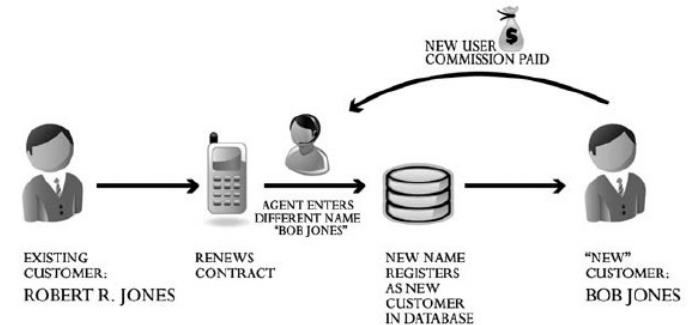 NEW USER
COMMISSION PAID
$
AGENT ENTERS
DIFFERENT NAME
"BOB JONES"
EXISTING
CUSTOMER:
ROBERT R. JONES
RENEWS
CONTRACT
NEW NAME
REGISTERS
AS NEW
CUSTOMER
IN DATABASE
"NEW"
CUSTOMER:
BOB JONES